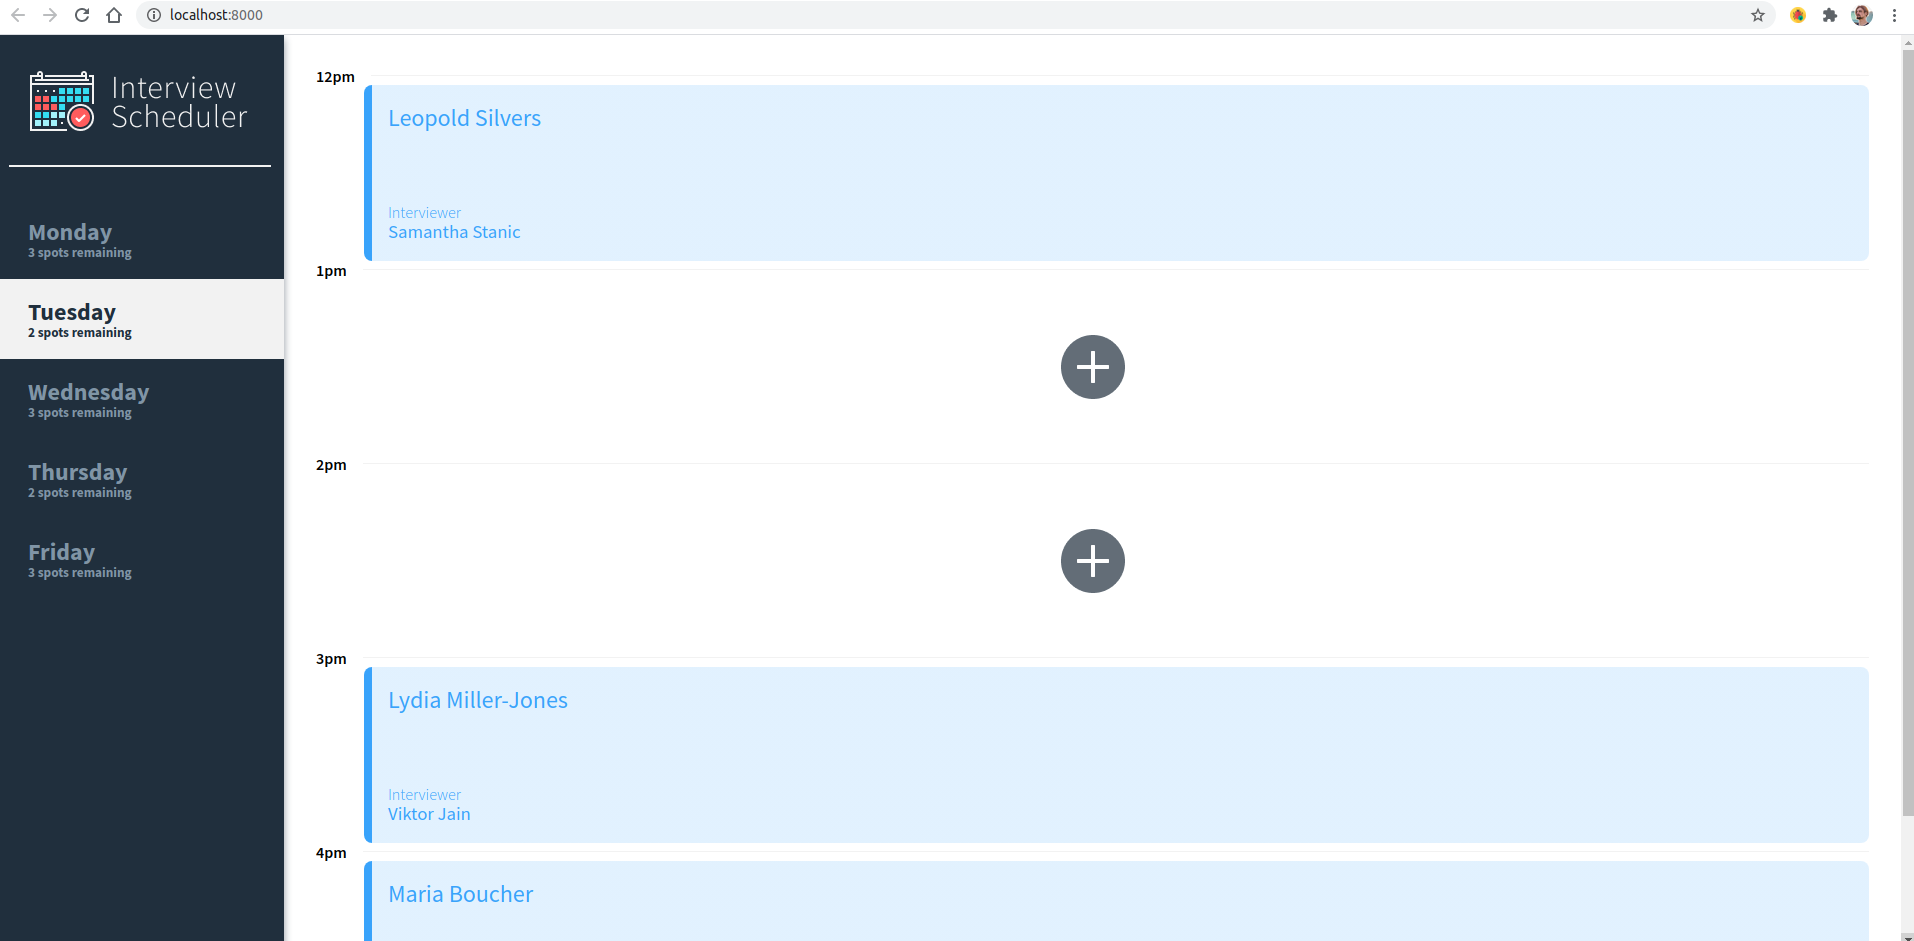 localhost:8000
Interview
Scheduler
Monday
3 spots remaining
Tuesday
2 spots remaining
Wednesday
3 spots remaining
Thursday
2 spots remaining
Friday
3 spots remaining
12pm
Leopold Silvers
Interviewer
Samantha Stanic
1pm
2pm
3pm
Lydia Miller-Jones
Interviewer
Viktor Jain
4pm
Maria Boucher